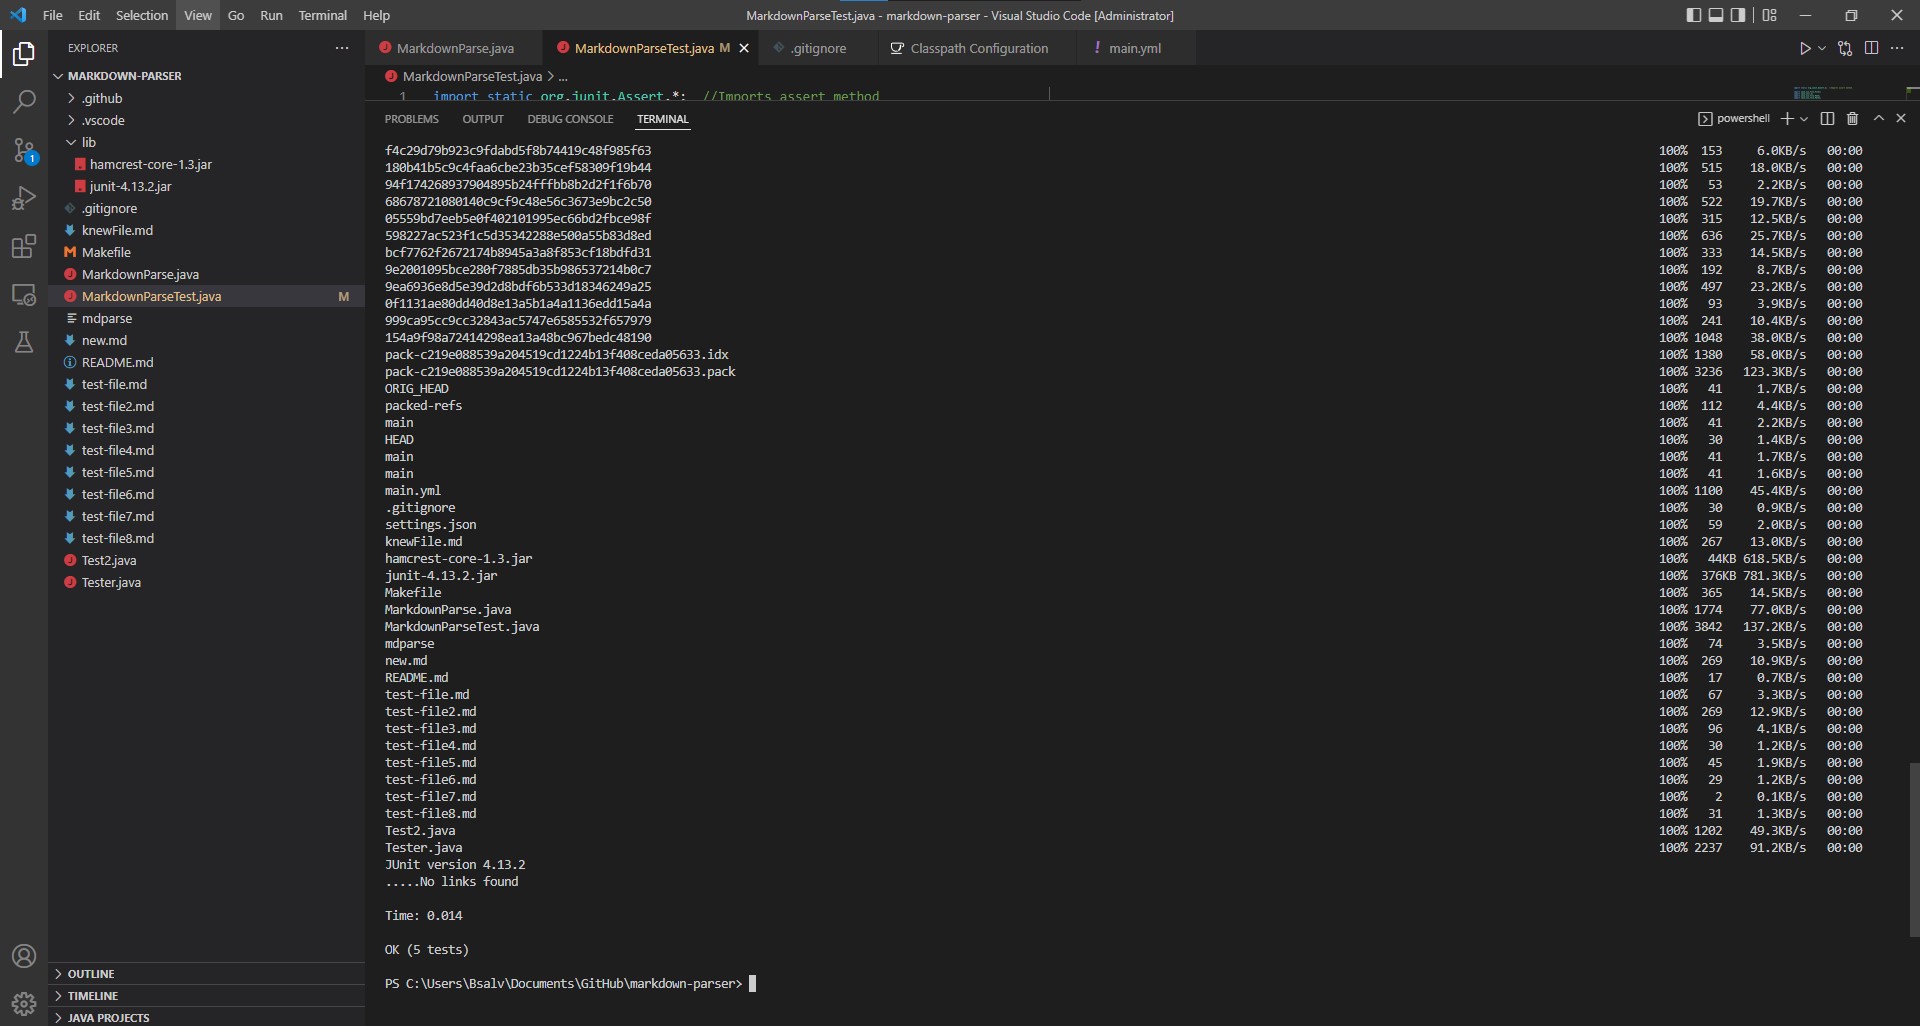 File Edit Selection View Go Run Terminal Help
MarkdownParseTest.java - markdown-parser - Visual Studio Code [Administrator]
EXPLORER
MARKDOWN-PARSER
.github
.vscode
lib
hamcrest-core-1.3.jar
junit-4.13.2.jar
.gitignore
knewFile.md
Makefile
MarkdownParse.java
MarkdownParseTest.java M
mdparse
new.md
README.md
test-file.md
test-file2.md
test-file3.md
test-file4.md
test-file5.md
test-file6.md
test-file7.md
test-file8.md
Test2.java
Tester.java
OUTLINE
TIMELINE
JAVA PROJECTS
1
MarkdownParse.java MarkdownParseTest.java M .gitignore Classpath Configuration ! main.yml
MarkdownParseTest.java > ...
1 import static org.junit.Assert.*; //Imports assert method
PROBLEMS OUTPUT DEBUG CONSOLE TERMINAL powershell
f4c29d79b923c9fdabd5f8b74419c48f985f63 100% 153 6.0KB/s 00:00
180b41b5c9c4faa6cbe23b35cef58309f19b44 100% 515 18.0KB/s 00:00
94f174268937904895b24fffbb8b2d2f1f6b70 100% 53 2.2KB/s 00:00
68678721080140c9cf9c48e56c3673e9bc2c50 100% 522 19.7KB/s 00:00
05559bd7eeb5e0f402101995ec66bd2fbce98f 100% 315 12.5KB/s 00:00
598227ac523f1c5d35342288e500a55b83d8ed 100% 636 25.7KB/s 00:00
bcf7762f2672174b8945a3a8f853cf18bdfd31 100% 333 14.5KB/s 00:00
9e2001095bce280f7885db35b986537214b0c7 100% 192 8.7KB/s 00:00
9ea6936e8d5e39d2d8bdf6b533d18346249a25 100% 497 23.2KB/s 00:00
0f1131ae80dd40d8e13a5b1a4a1136edd15a4a 100% 93 3.9KB/s 00:00
999ca95cc9cc32843ac5747e6585532f657979 100% 241 10.4KB/s 00:00
154a9f98a72414298ea13a48bc967bedc48190 100% 1048 38.0KB/s 00:00
pack-c219e088539a204519cd1224b13f408ceda05633.idx 100% 1380 58.0KB/s 00:00
pack-c219e088539a204519cd1224b13f408ceda05633.pack 100% 3236 123.3KB/s 00:00
ORIG_HEAD 100% 41 1.7KB/s 00:00
packed-refs 100% 112 4.4KB/s 00:00
main 100% 41 2.2KB/s 00:00
HEAD 100% 30 1.4KB/s 00:00
main 100% 41 1.7KB/s 00:00
main 100% 41 1.6KB/s 00:00
main.yml 100% 1100 45.4KB/s 00:00
.gitignore 100% 30 0.9KB/s 00:00
settings.json 100% 59 2.0KB/s 00:00
knewFile.md 100% 267 13.0KB/s 00:00
hamcrest-core-1.3.jar 100% 44KB 618.5KB/s 00:00
junit-4.13.2.jar 100% 376KB 781.3KB/s 00:00
Makefile 100% 365 14.5KB/s 00:00
MarkdownParse.java 100% 1774 77.0KB/s 00:00
MarkdownParseTest.java 100% 3842 137.2KB/s 00:00
mdparse 100% 74 3.5KB/s 00:00
new.md 100% 269 10.9KB/s 00:00
README.md 100% 17 0.7KB/s 00:00
test-file.md 100% 67 3.3KB/s 00:00
test-file2.md 100% 269 12.9KB/s 00:00
test-file3.md 100% 96 4.1KB/s 00:00
test-file4.md 100% 30 1.2KB/s 00:00
test-file5.md 100% 45 1.9KB/s 00:00
test-file6.md 100% 29 1.2KB/s 00:00
test-file7.md 100% 2 0.1KB/s 00:00
test-file8.md 100% 31 1.3KB/s 00:00
Test2.java 100% 1202 49.3KB/s 00:00
Tester.java 100% 2237 91.2KB/s 00:00
JUnit version 4.13.2
.....No links found
Time: 0.014
OK (5 tests)
PS C:\Users\Bsalv\Documents\GitHub\markdown-parser>